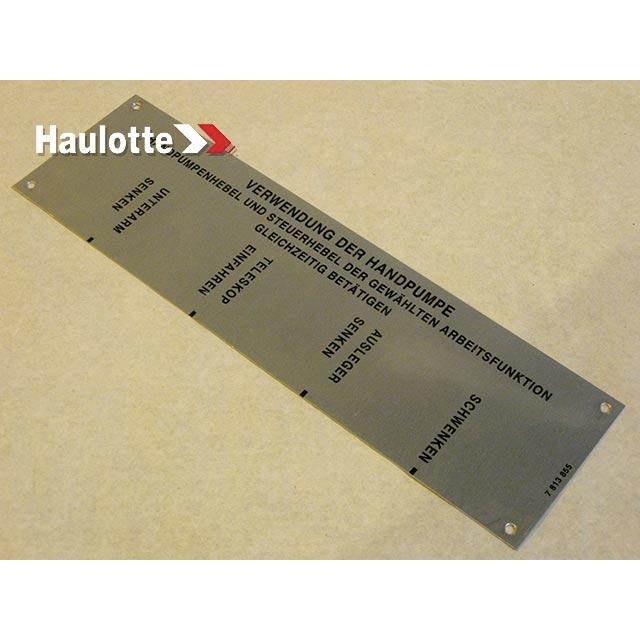 Haulotte
VERWENDUNG DER HANDPUMPE
UND STEUERHEBEL DER GEWÄHLTEN ARBEITSFUNKTION
GLEICHZEITIG BETÄTIGEN
UNTERARM
SENKEN
TELESKOP
EINFAHREN
AUSLEGER
SENKEN
SCHWENKEN
7 813 855